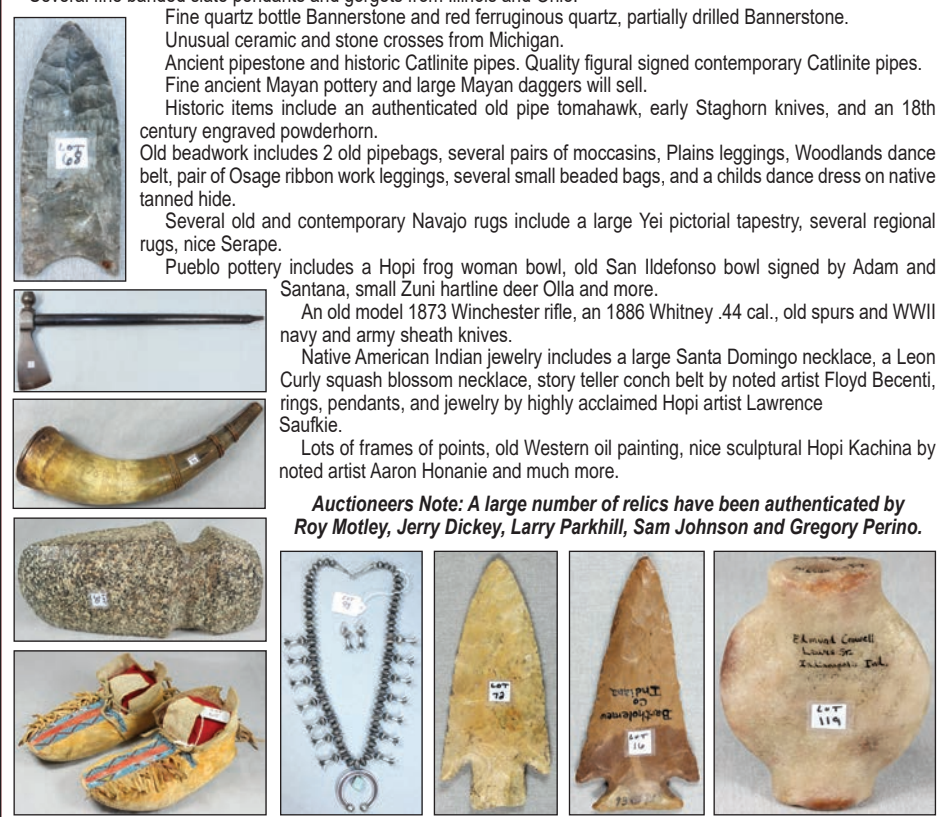 Several fine banded slate pendants and gorgets from Illinois and Ohio.
Fine quartz bottle Bannerstone and red ferruginous quartz, partially drilled Bannerstone.
Unusual ceramic and stone crosses from Michigan.
Ancient pipestone and historic Catlinite pipes. Quality figural signed contemporary Catlinite pipes.
Fine ancient Mayan pottery and large Mayan daggers will sell.
Historic items include an authenticated old pipe tomahawk, early Staghorn knives, and an 18th
century engraved powderhorn.
Old beadwork includes 2 old pipebags, several pairs of moccasins, Plains leggings, Woodlands dance
belt, pair of Osage ribbon work leggings, several small beaded bags, and a childs dance dress on native
tanned hide.
Several old and contemporary Navajo rugs include a large Yei pictorial tapestry, several regional
rugs, nice Serape.
Pueblo pottery includes a Hopi frog woman bowl, old San Ildefonso bowl signed by Adam and
Santana, small Zuni hartline deer Olla and more.
An old model 1873 Winchester rifle, an 1886 Whitney .44 cal., old spurs and WWII
navy and army sheath knives.
Native American Indian jewelry includes a large Santa Domingo necklace, a Leon
Curly squash blossom necklace, story teller conch belt by noted artist Floyd Becenti,
rings, pendants, and jewelry by highly acclaimed Hopi artist Lawrence
Saufkie.
Lots of frames of points, old Western oil painting, nice sculptural Hopi Kachina by
noted artist Aaron Honanie and much more.
Auctioneers Note: A large number of relics have been authenticated by
Roy Motley, Jerry Dickey, Larry Parkhill, Sam Johnson and Gregory Perino.
LOT
68
LOT
72
Bartholomew
Co
Indiana
LOT
16
Edmund
LOT
119